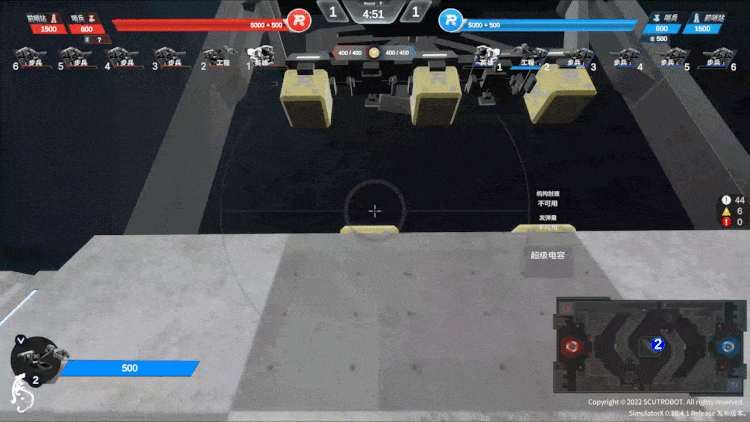 前哨站 哨兵
1500 600
?
5000 + 500
1
Round
4:51
1
5000 + 500
哨兵 前哨站
600 1500
500
6 步兵
5 步兵
4 步兵
3 步兵
2 工程
1 英雄
400 / 400
400 / 400
英雄 1
工程 2
步兵 3
步兵 4
步兵 5
步兵 6
机构射速
不可用
发弹量
不可用
超级电容
44
6
0
V
2
500
2
Copyright © 2022 SCUTROBOT. All rights reserved.
SimulatorX 0.10.4.1 Release 发布版本。